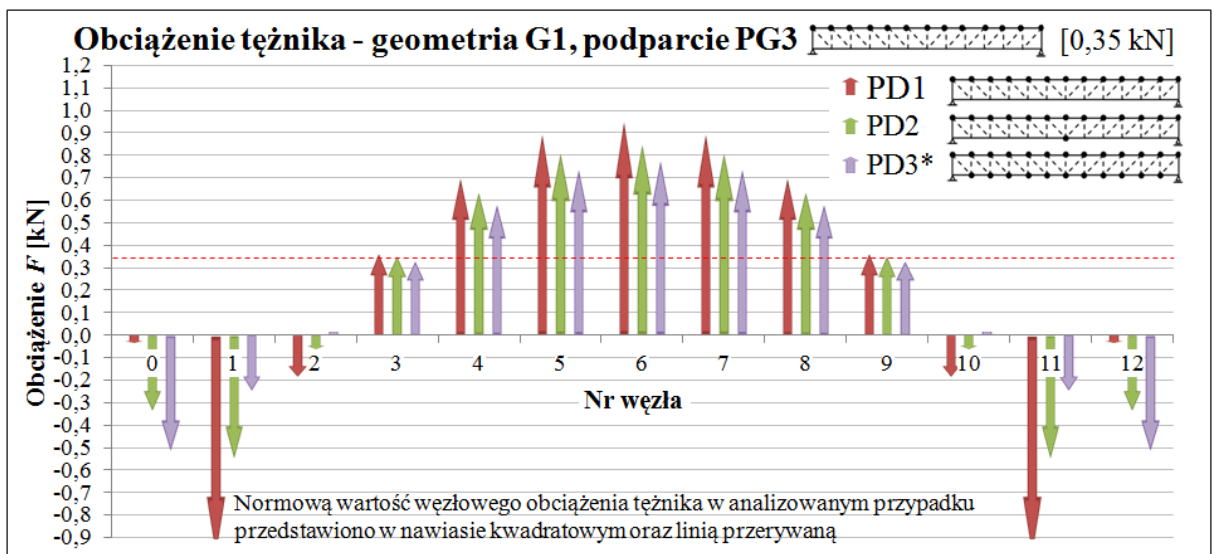 Obciążenie tężnika - geometria G1, podparcie PG3 [0,35 kN]
PD1
PD2
PD3*
Obciążenie F [kN]
1,2
1,1
1,0
0,9
0,8
0,7
0,6
0,5
0,4
0,3
0,2
0,1
0,0
-0,1
-0,2
-0,3
-0,4
-0,5
-0,6
-0,7
-0,8
-0,9
0 1 2 3 4 5 6 7 8 9 10 11 12
Nr węzła
Normową wartość węzłowego obciążenia tężnika w analizowanym przypadku
przedstawiono w nawiasie kwadratowym oraz linią przerywaną